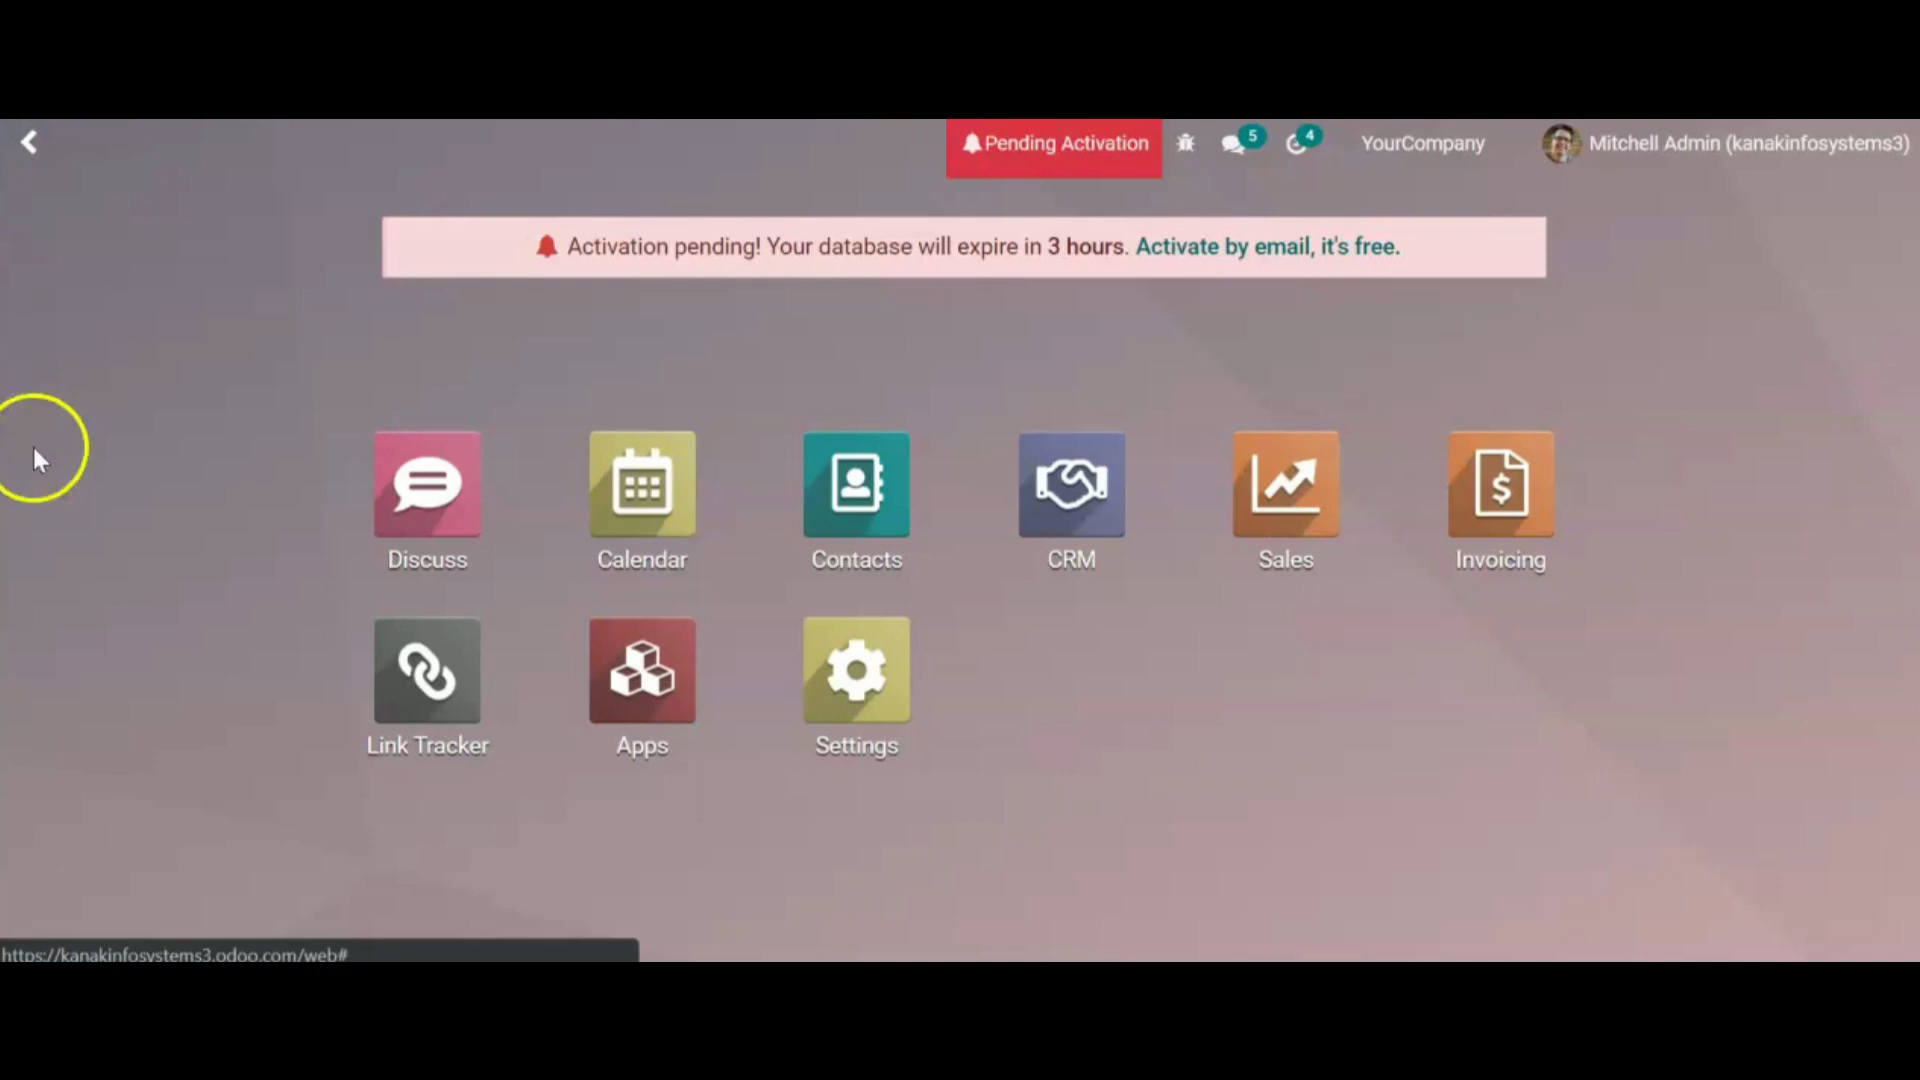 Pending Activation 5 4 YourCompany Mitchell Admin (kanakinfosystems3)
Activation pending! Your database will expire in 3 hours. Activate by email, it's free.
Discuss Calendar Contacts CRM Sales Invoicing
Link Tracker Apps Settings
https://kanakinfosystems3.odoo.com/web#